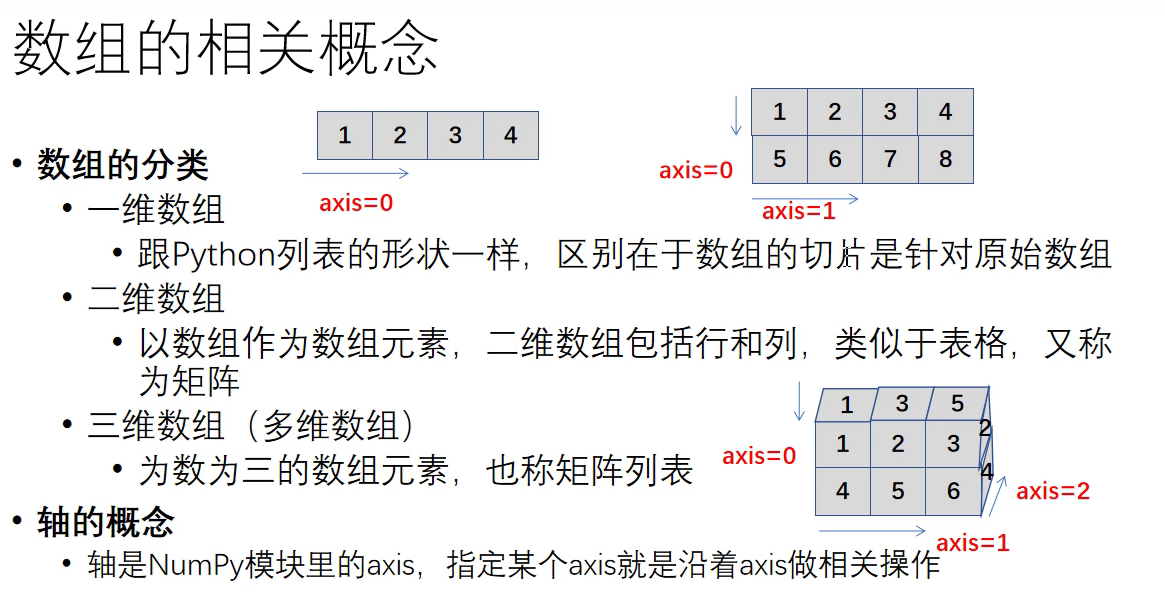 数组的相关概念
1 2 3 4
axis=0
1 2 3 4
5 6 7 8
axis=0
axis=1
• 数组的分类
• 一维数组
• 跟Python列表的形状一样，区别在于数组的切片是针对原始数组
• 二维数组
• 以数组作为数组元素，二维数组包括行和列，类似于表格，又称
为矩阵
• 三维数组（多维数组）
• 为数为三的数组元素，也称矩阵列表
1 3 5
1 2 3 2
4 5 6 4
axis=0
axis=1
axis=2
• 轴的概念
• 轴是NumPy模块里的axis，指定某个axis就是沿着axis做相关操作